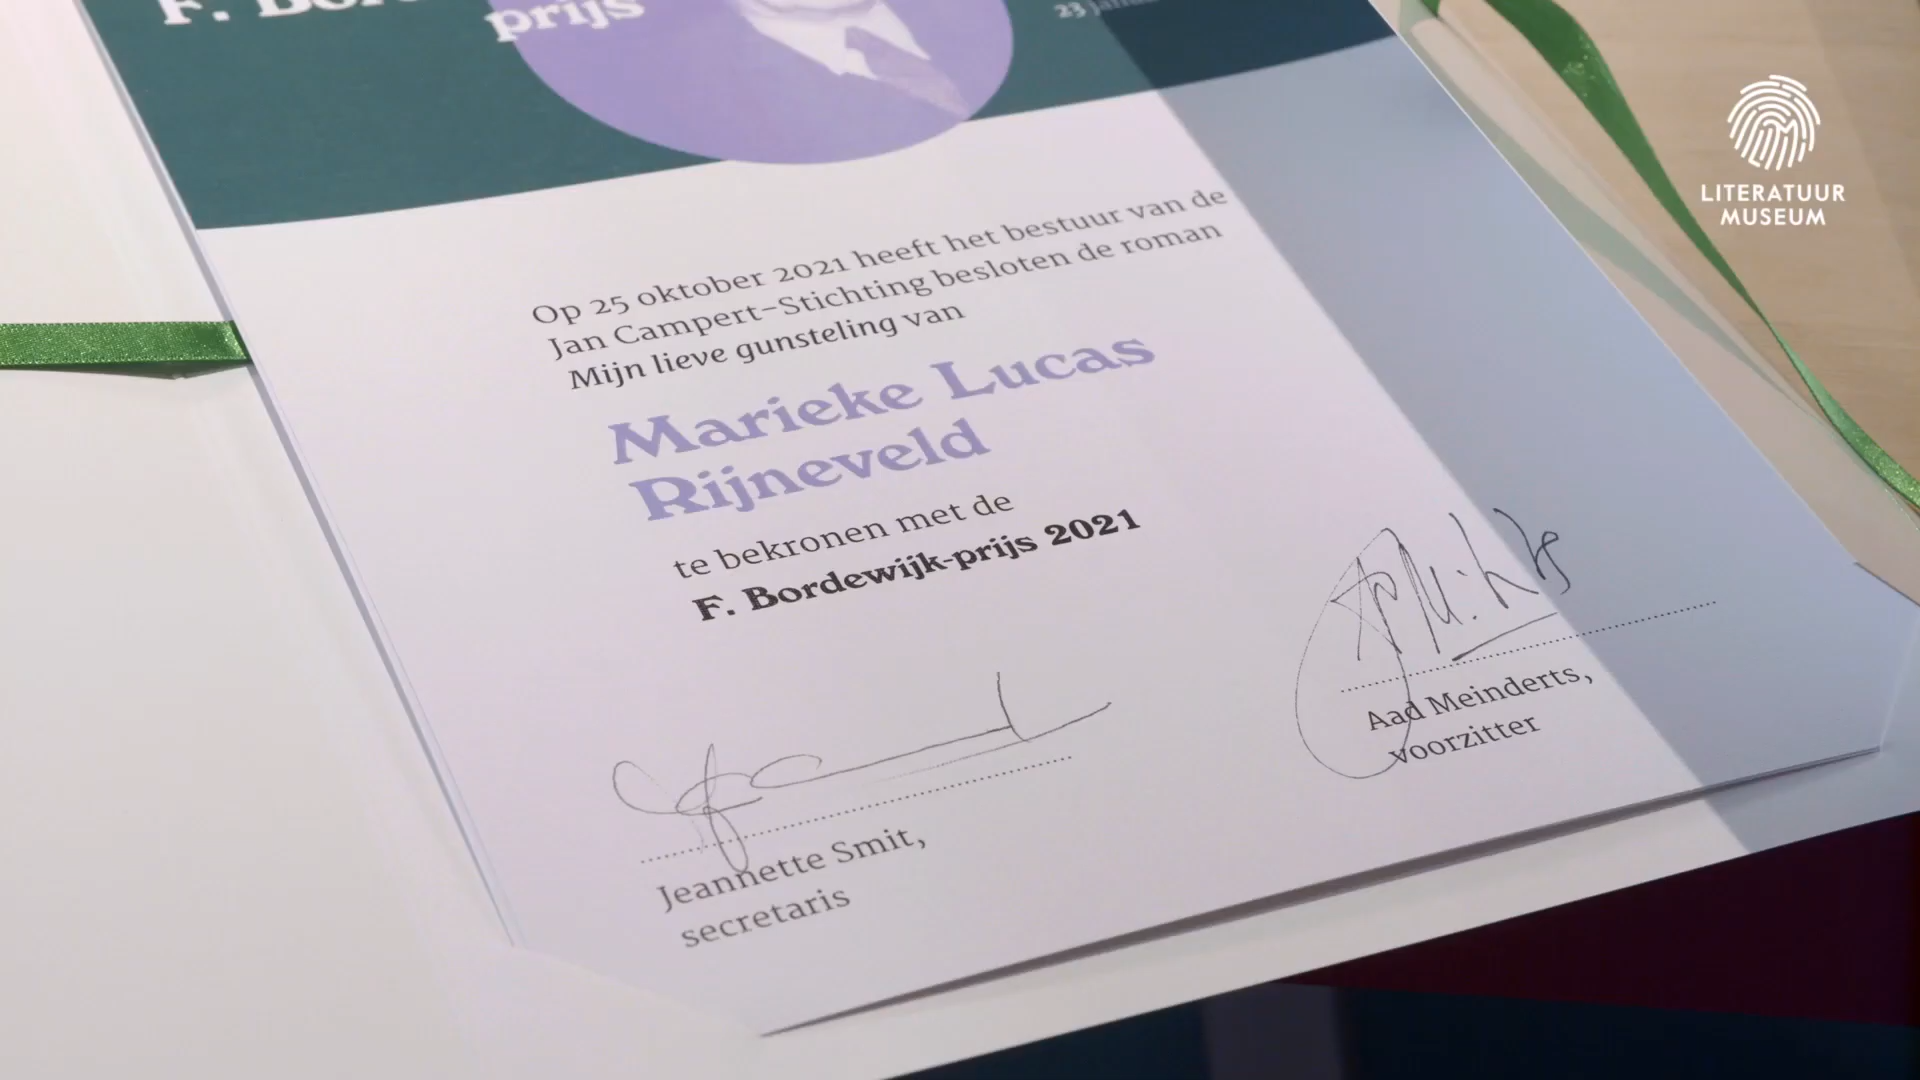 F.
prijs
23
LITERATUUR
MUSEUM
Op 25 oktober 2021 heeft het bestuur van de
Jan Campert-Stichting besloten de roman
Mijn lieve gunsteling van
Marieke Lucas
Rijneveld
te bekronen met de
F. Bordewijk-prijs 2021
Aad Meinderts,
voorzitter
Jeannette Smit,
secretaris